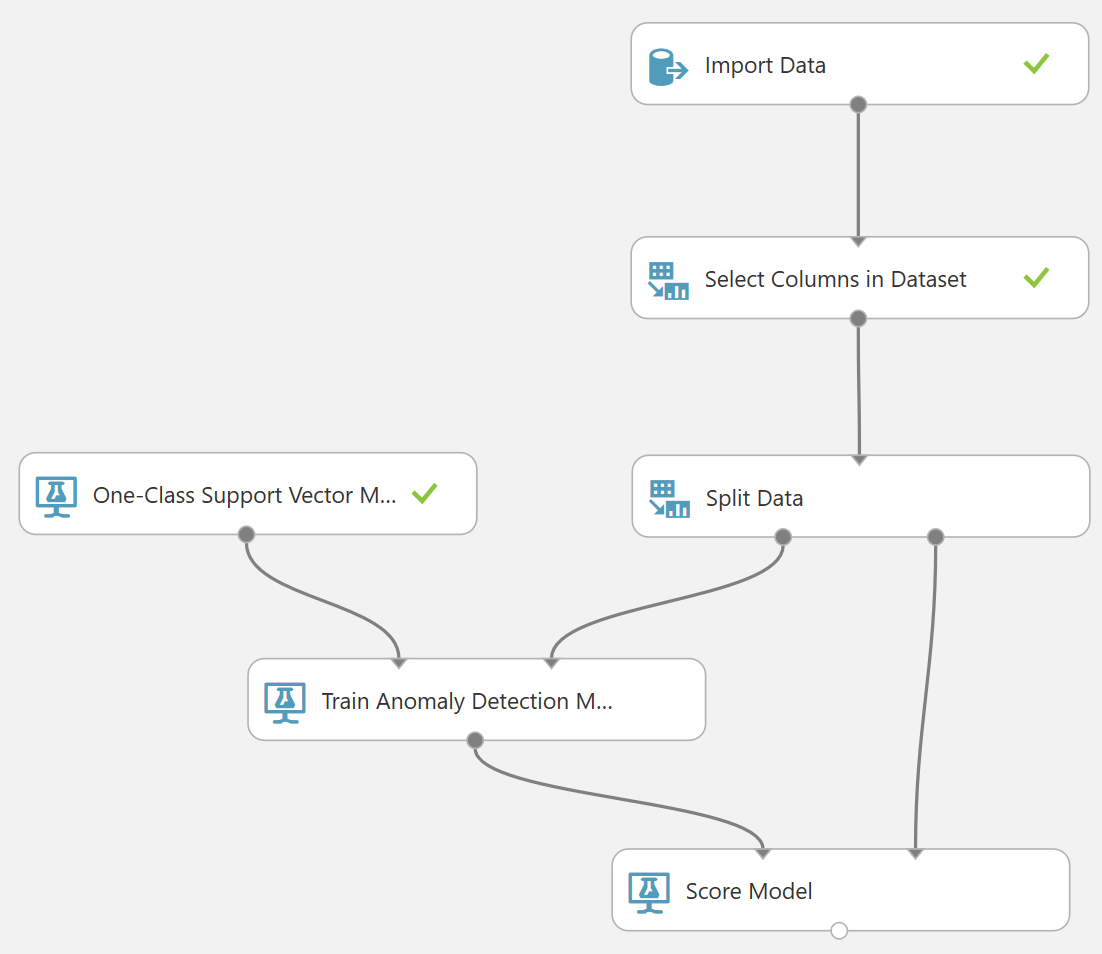 Import Data
Select Columns in Dataset
One-Class Support Vector M...
Split Data
Train Anomaly Detection M...
Score Model